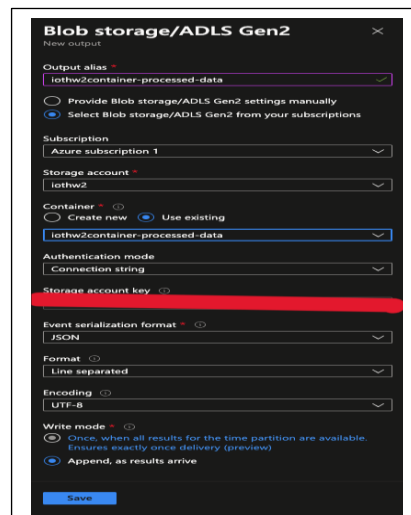 Blob storage/ADLS Gen2
New output
Output alias *
iothw2container-processed-data
Provide Blob storage/ADLS Gen2 settings manually
Select Blob storage/ADLS Gen2 from your subscriptions
Subscription
Azure subscription 1
Storage account *
iothw2
Container *
Create new Use existing
iothw2container-processed-data
Authentication mode
Connection string
Storage account key
Event serialization format *
JSON
Format
Line separated
Encoding
UTF-8
Write mode *
Once, when all results for the time partition are available.
Ensures exactly once delivery (preview)
Append, as results arrive
Save